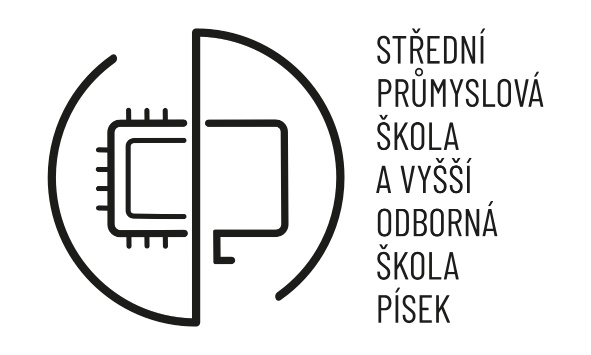 STŘEDNÍ
PRŮMYSLOVÁ
ŠKOLA
A VYŠŠÍ
ODBORNÁ
ŠKOLA
PÍSEK